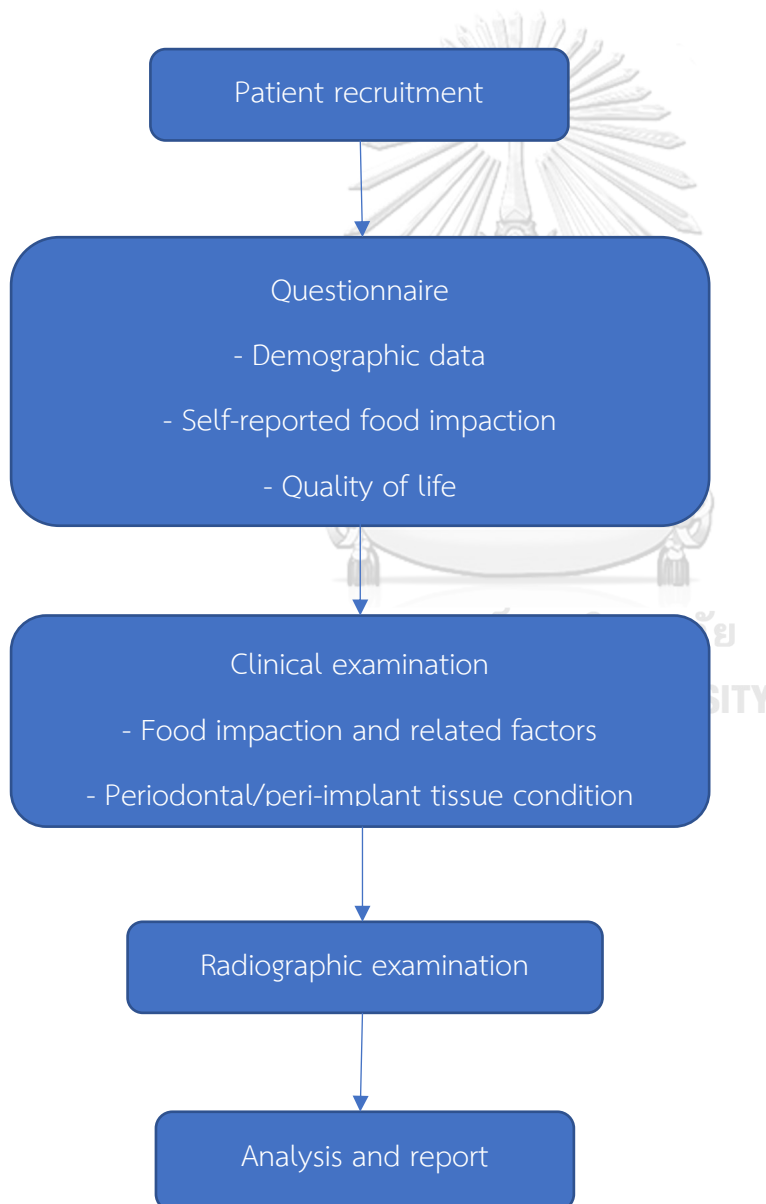 Patient recruitment
Questionnaire
- Demographic data
- Self-reported food impaction
- Quality of life
Clinical examination
- Food impaction and related factors
- Periodontal/peri-implant tissue condition
Radiographic examination
Analysis and report